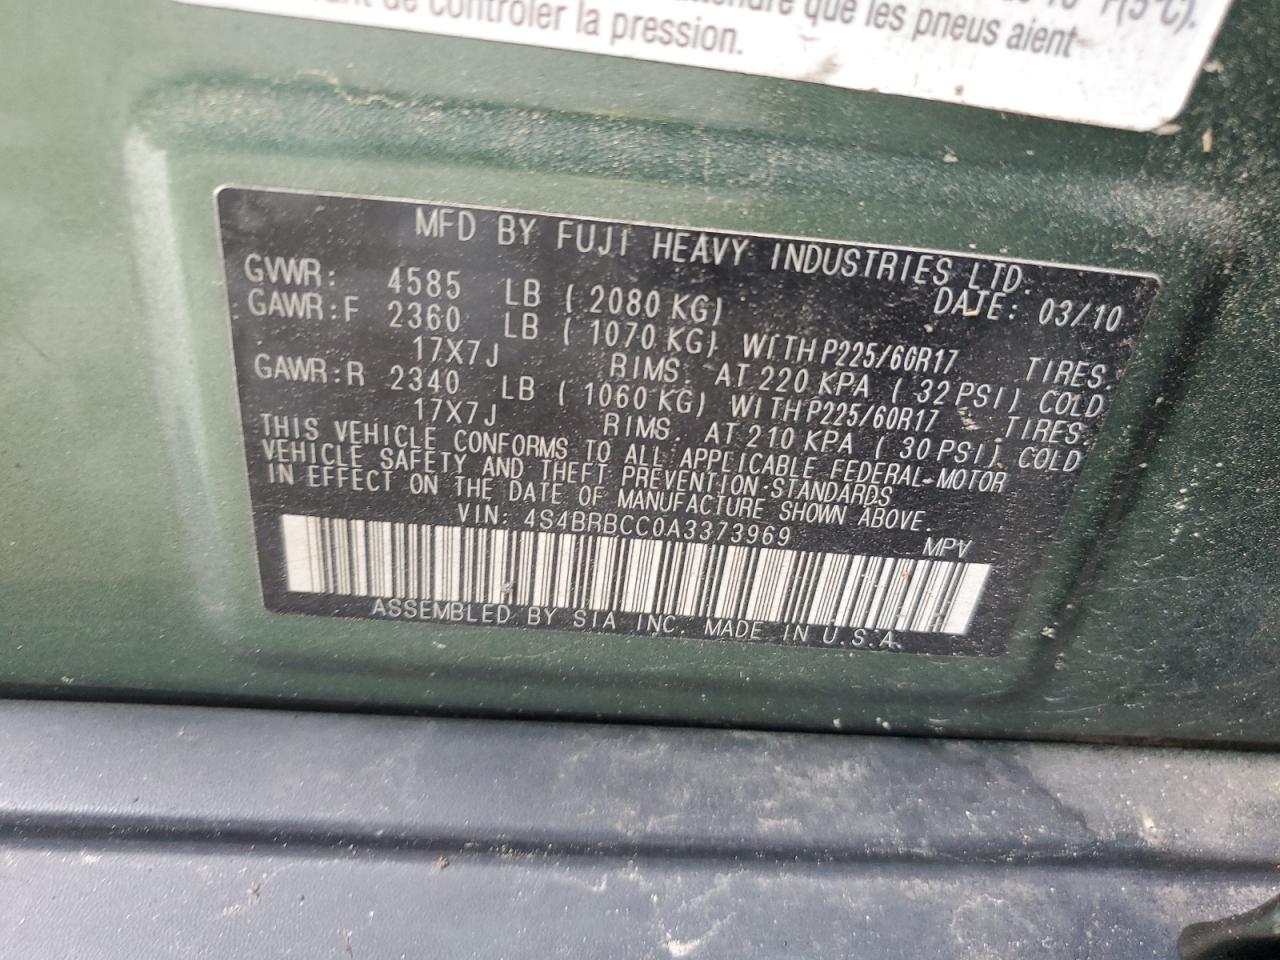 10°F(5°C).
attendre que les pneus aient
de contrôler la pression.
MFD BY FUJI HEAVY INDUSTRIES LTD.
GVWR: 4585 LB (2080 KG) DATE: 03/10
GAWR:F 2360 LB (1070 KG) WITH P225/60R17 TIRES.
17X7J RIMS. AT 220 KPA (32 PSI) COLD
GAWR:R 2340 LB (1060 KG) WITH P225/60R17 TIRES.
17X7J RIMS. AT 210 KPA (30 PSI) COLD
THIS VEHICLE CONFORMS TO ALL APPLICABLE FEDERAL-MOTOR
VEHICLE SAFETY AND THEFT PREVENTION STANDARDS
IN EFFECT ON THE DATE OF MANUFACTURE SHOWN ABOVE.
VIN: 4S4BRBCC0A3373969 MPV
ASSEMBLED BY SIA INC. MADE IN U.S.A.